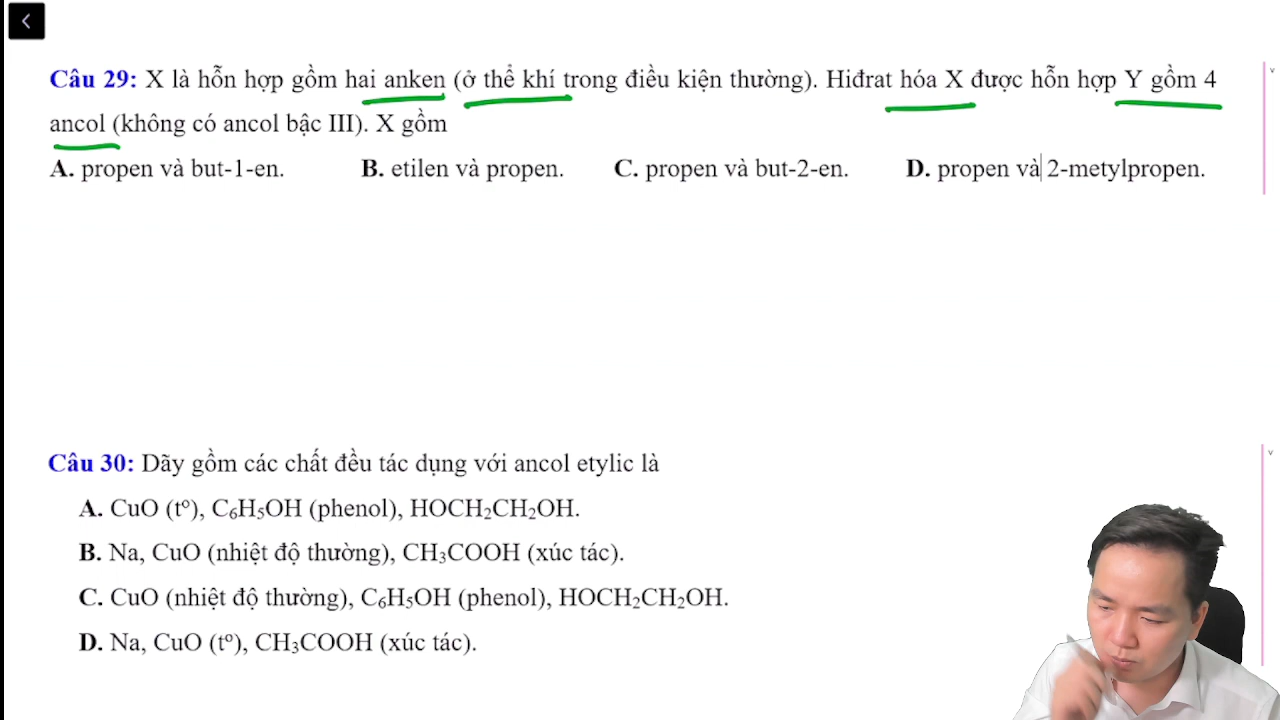 Câu 29: X là hỗn hợp gồm hai anken (ở thể khí trong điều kiện thường). Hiđrat hóa X được hỗn hợp Y gồm 4
ancol (không có ancol bậc III). X gồm
A. propen và but-1-en. B. etilen và propen. C. propen và but-2-en. D. propen và 2-metylpropen.
Câu 30: Dãy gồm các chất đều tác dụng với ancol etylic là
A. CuO (tº), C₆H₅OH (phenol), HOCH₂CH₂OH.
B. Na, CuO (nhiệt độ thường), CH₃COOH (xúc tác).
C. CuO (nhiệt độ thường), C₆H₅OH (phenol), HOCH₂CH₂OH.
D. Na, CuO (tº), CH₃COOH (xúc tác).